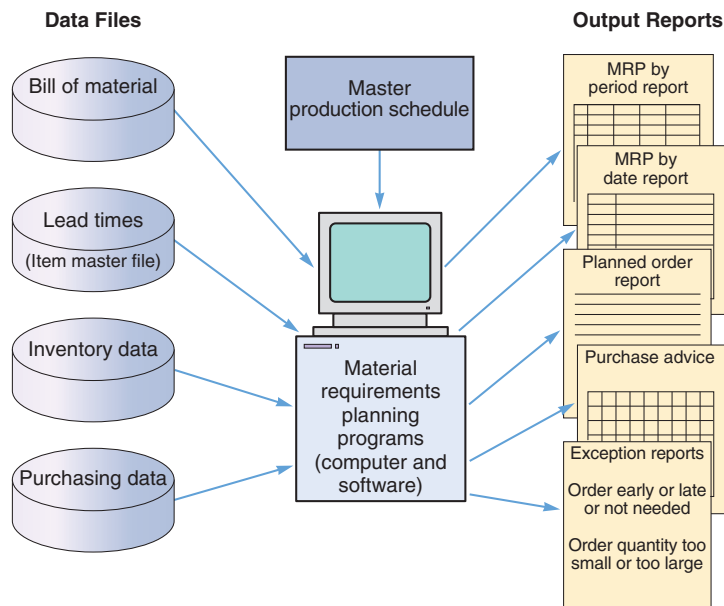 Data Files
Output Reports
Bill of material
Lead times
(Item master file)
Inventory data
Purchasing data
Master
production schedule
Material
requirements
planning
programs
(computer and
software)
MRP by
period report
MRP by
date report
Planned order
report
Purchase advice
Exception reports
Order early or late
or not needed
Order quantity too
small or too large